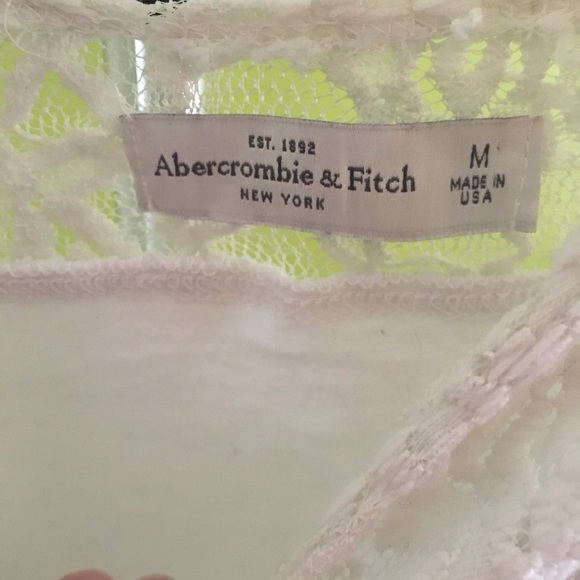 EST. 1892
Abercrombie & Fitch
NEW YORK
M
MADE IN
USA